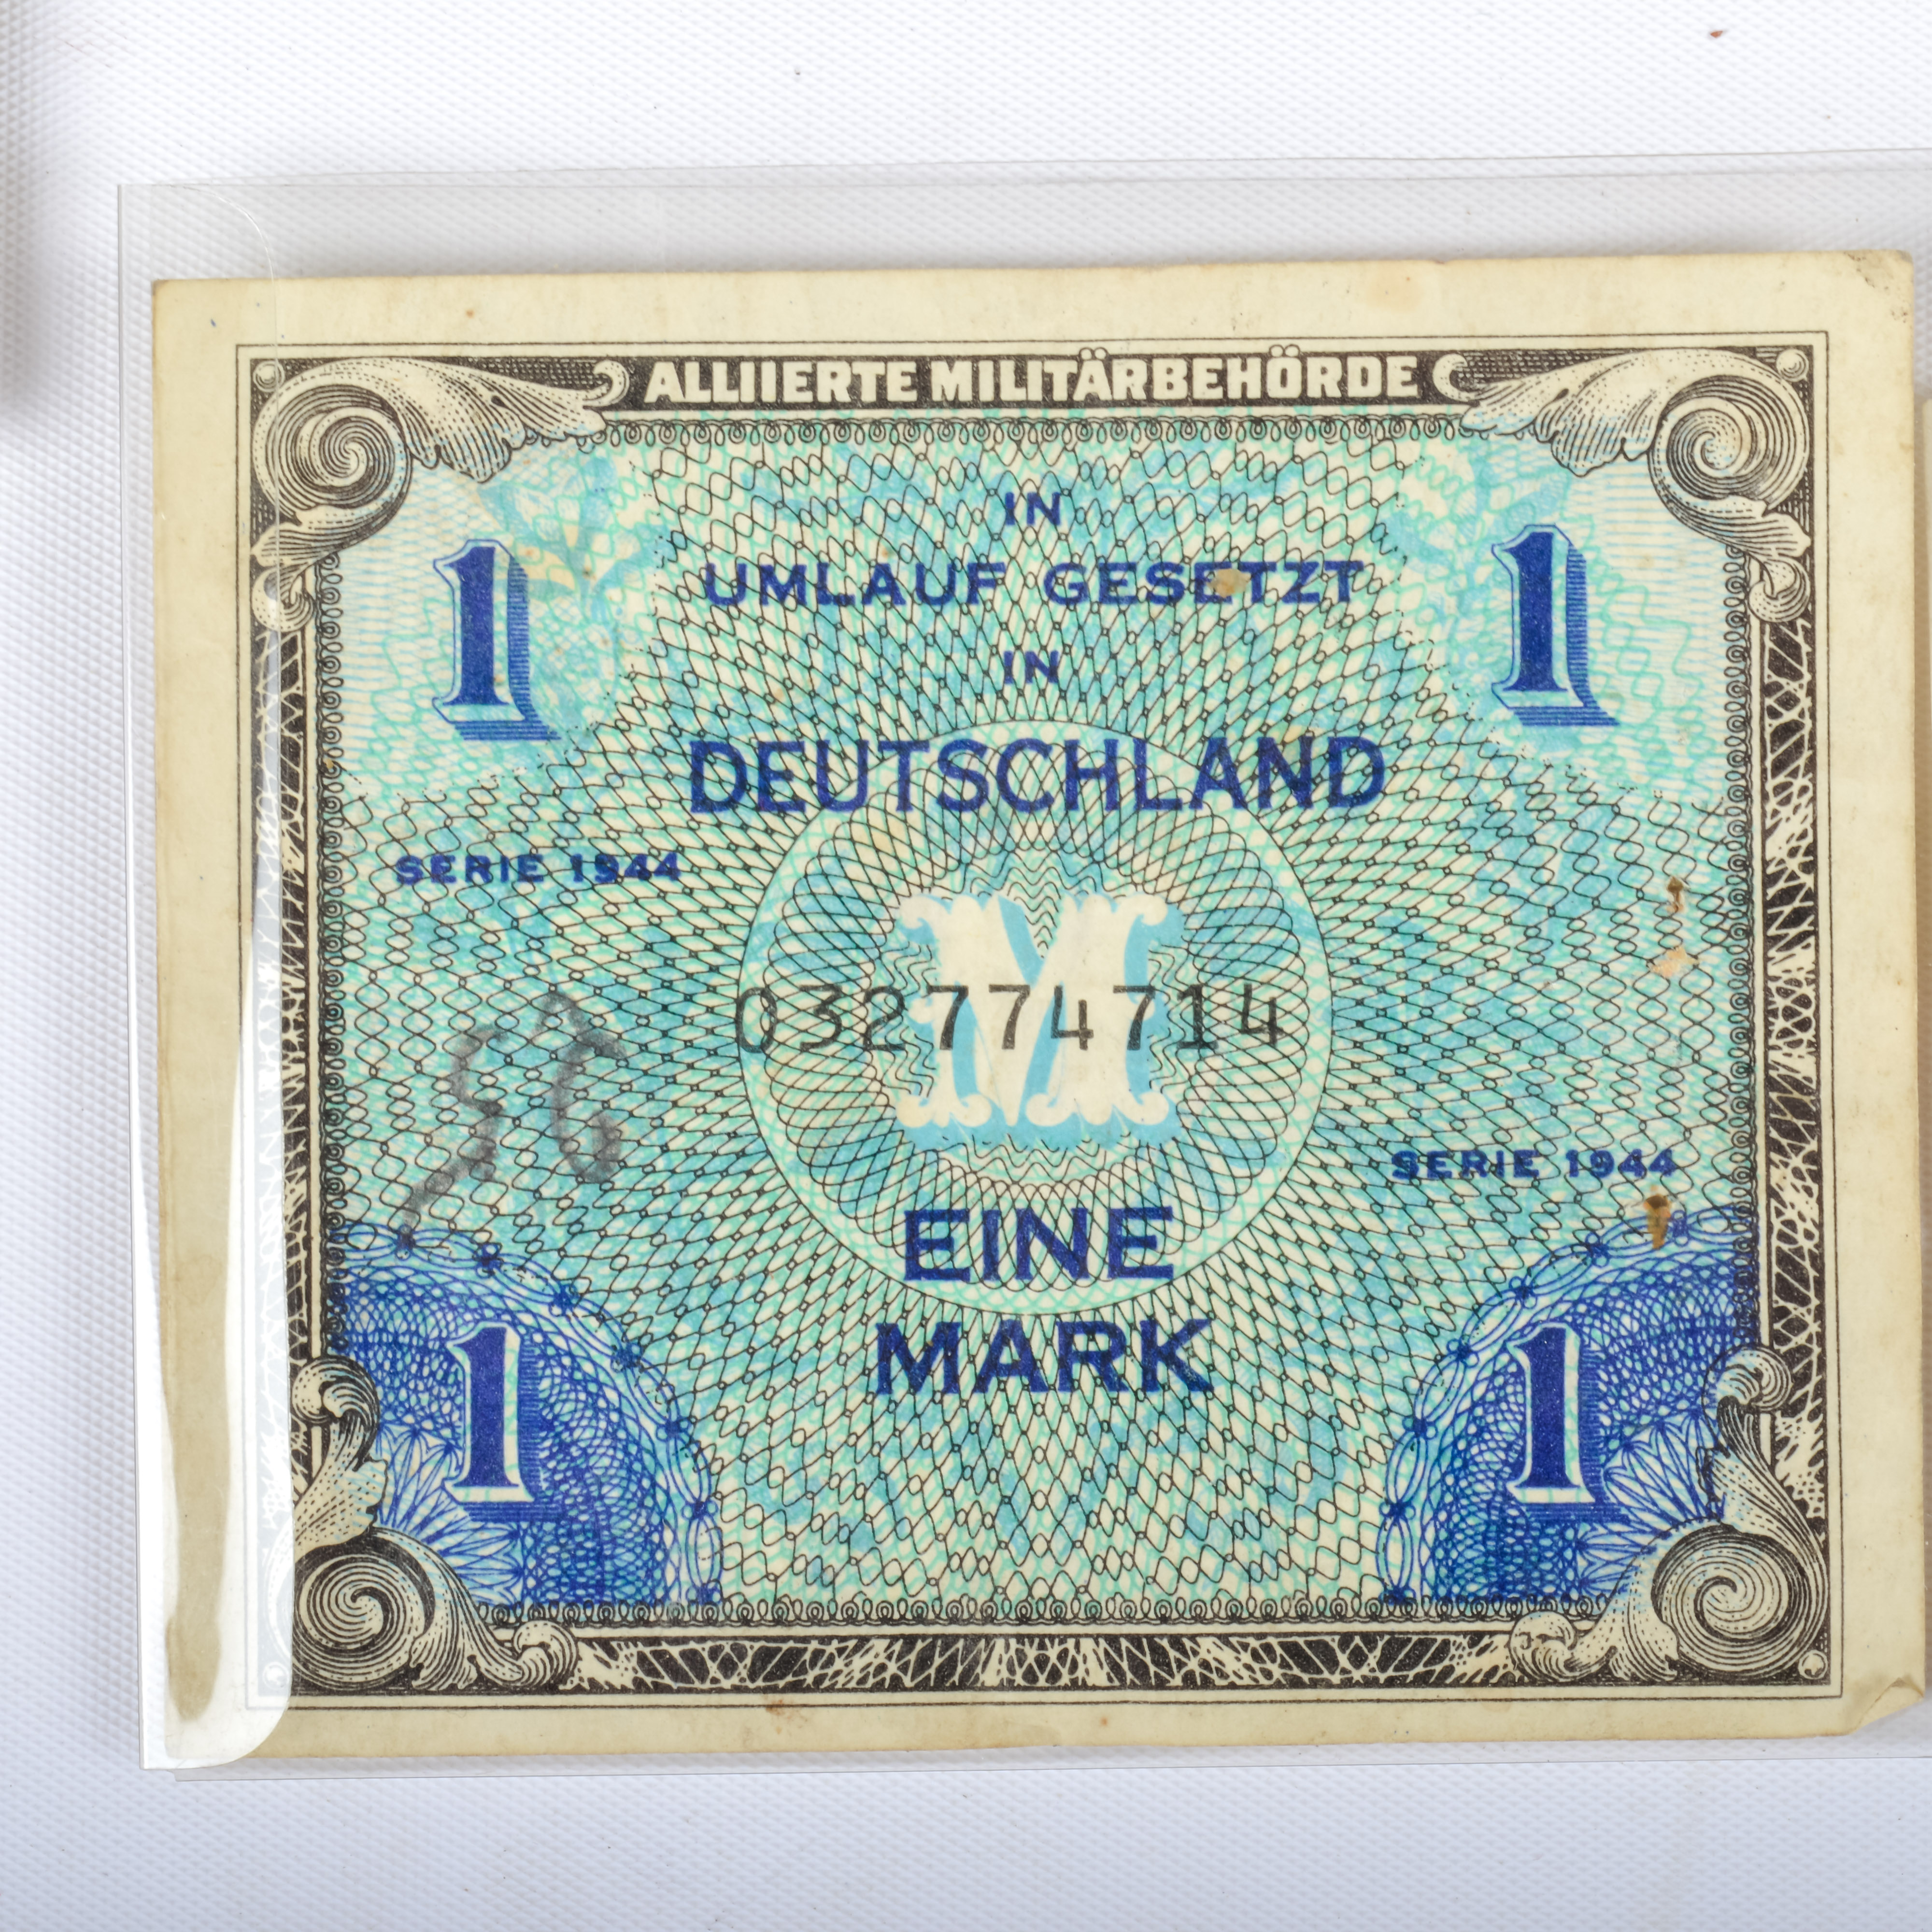 ALLIIERTE MILITÄRBEHÖRDE
IN
1 UMLAUF GESETZT 1
IN
DEUTSCHLAND
SERIE 1944
M
032774714
SERIE 1944
EINE
MARK
1 1